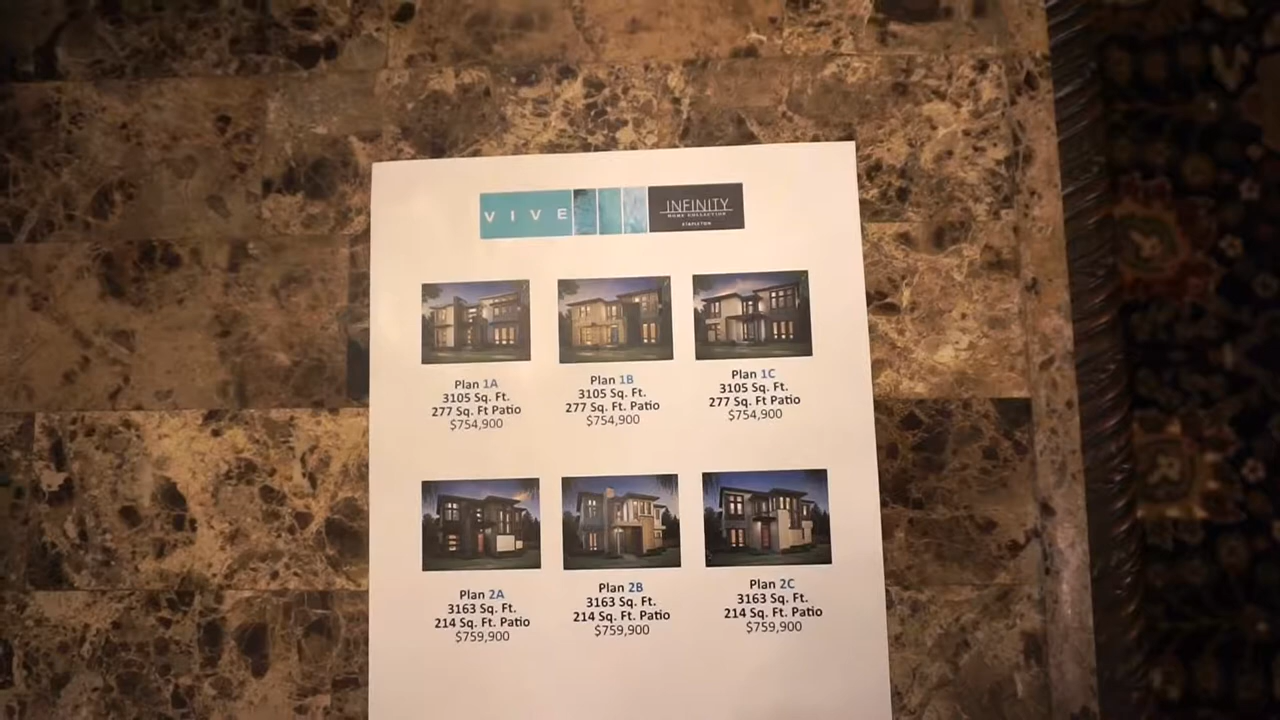 VIVE
INFINITY
HOME COLLECTION
STAPLETON
Plan 1A
3105 Sq. Ft.
277 Sq. Ft Patio
$754,900
Plan 1B
3105 Sq. Ft.
277 Sq. Ft. Patio
$754,900
Plan 1C
3105 Sq. Ft.
277 Sq. Ft Patio
$754,900
Plan 2A
3163 Sq. Ft.
214 Sq. Ft. Patio
$759,900
Plan 2B
3163 Sq. Ft.
214 Sq. Ft. Patio
$759,900
Plan 2C
3163 Sq. Ft.
214 Sq. Ft. Patio
$759,900